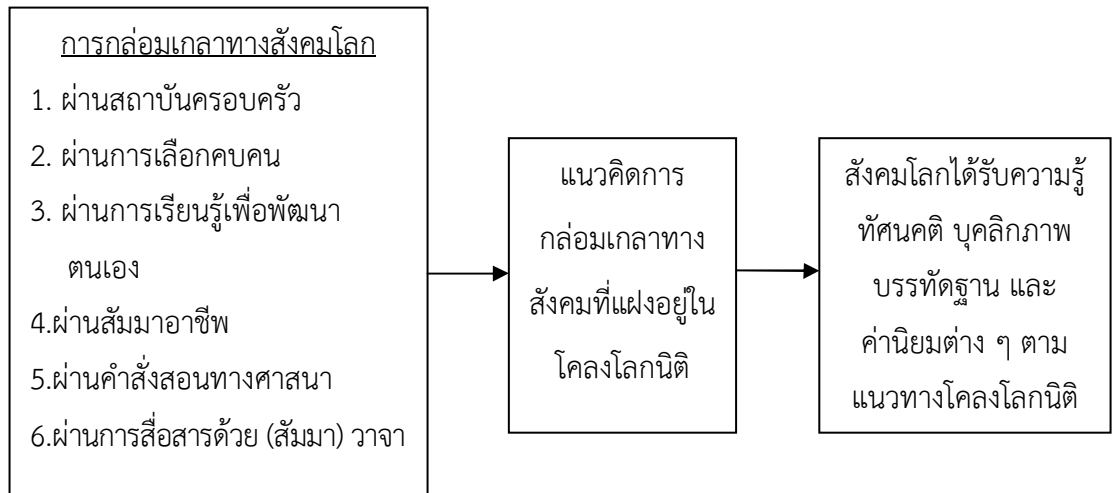 การกล่อมเกลาทางสังคมโลก
1. ผ่านสถาบันครอบครัว
2. ผ่านการเลือกคบคน
3. ผ่านการเรียนรู้เพื่อพัฒนา
ตนเอง
4.ผ่านสัมมาอาชีพ
5.ผ่านคำสั่งสอนทางศาสนา
6.ผ่านการสื่อสารด้วย (สัมมา) วาจา
แนวคิดการ
กล่อมเกลาทาง
สังคมที่แฝงอยู่ใน
โคลงโลกนิติ
สังคมโลกได้รับความรู้
ทัศนคติ บุคลิกภาพ
บรรทัดฐาน และ
ค่านิยมต่าง ๆ ตาม
แนวทางโคลงโลกนิติ